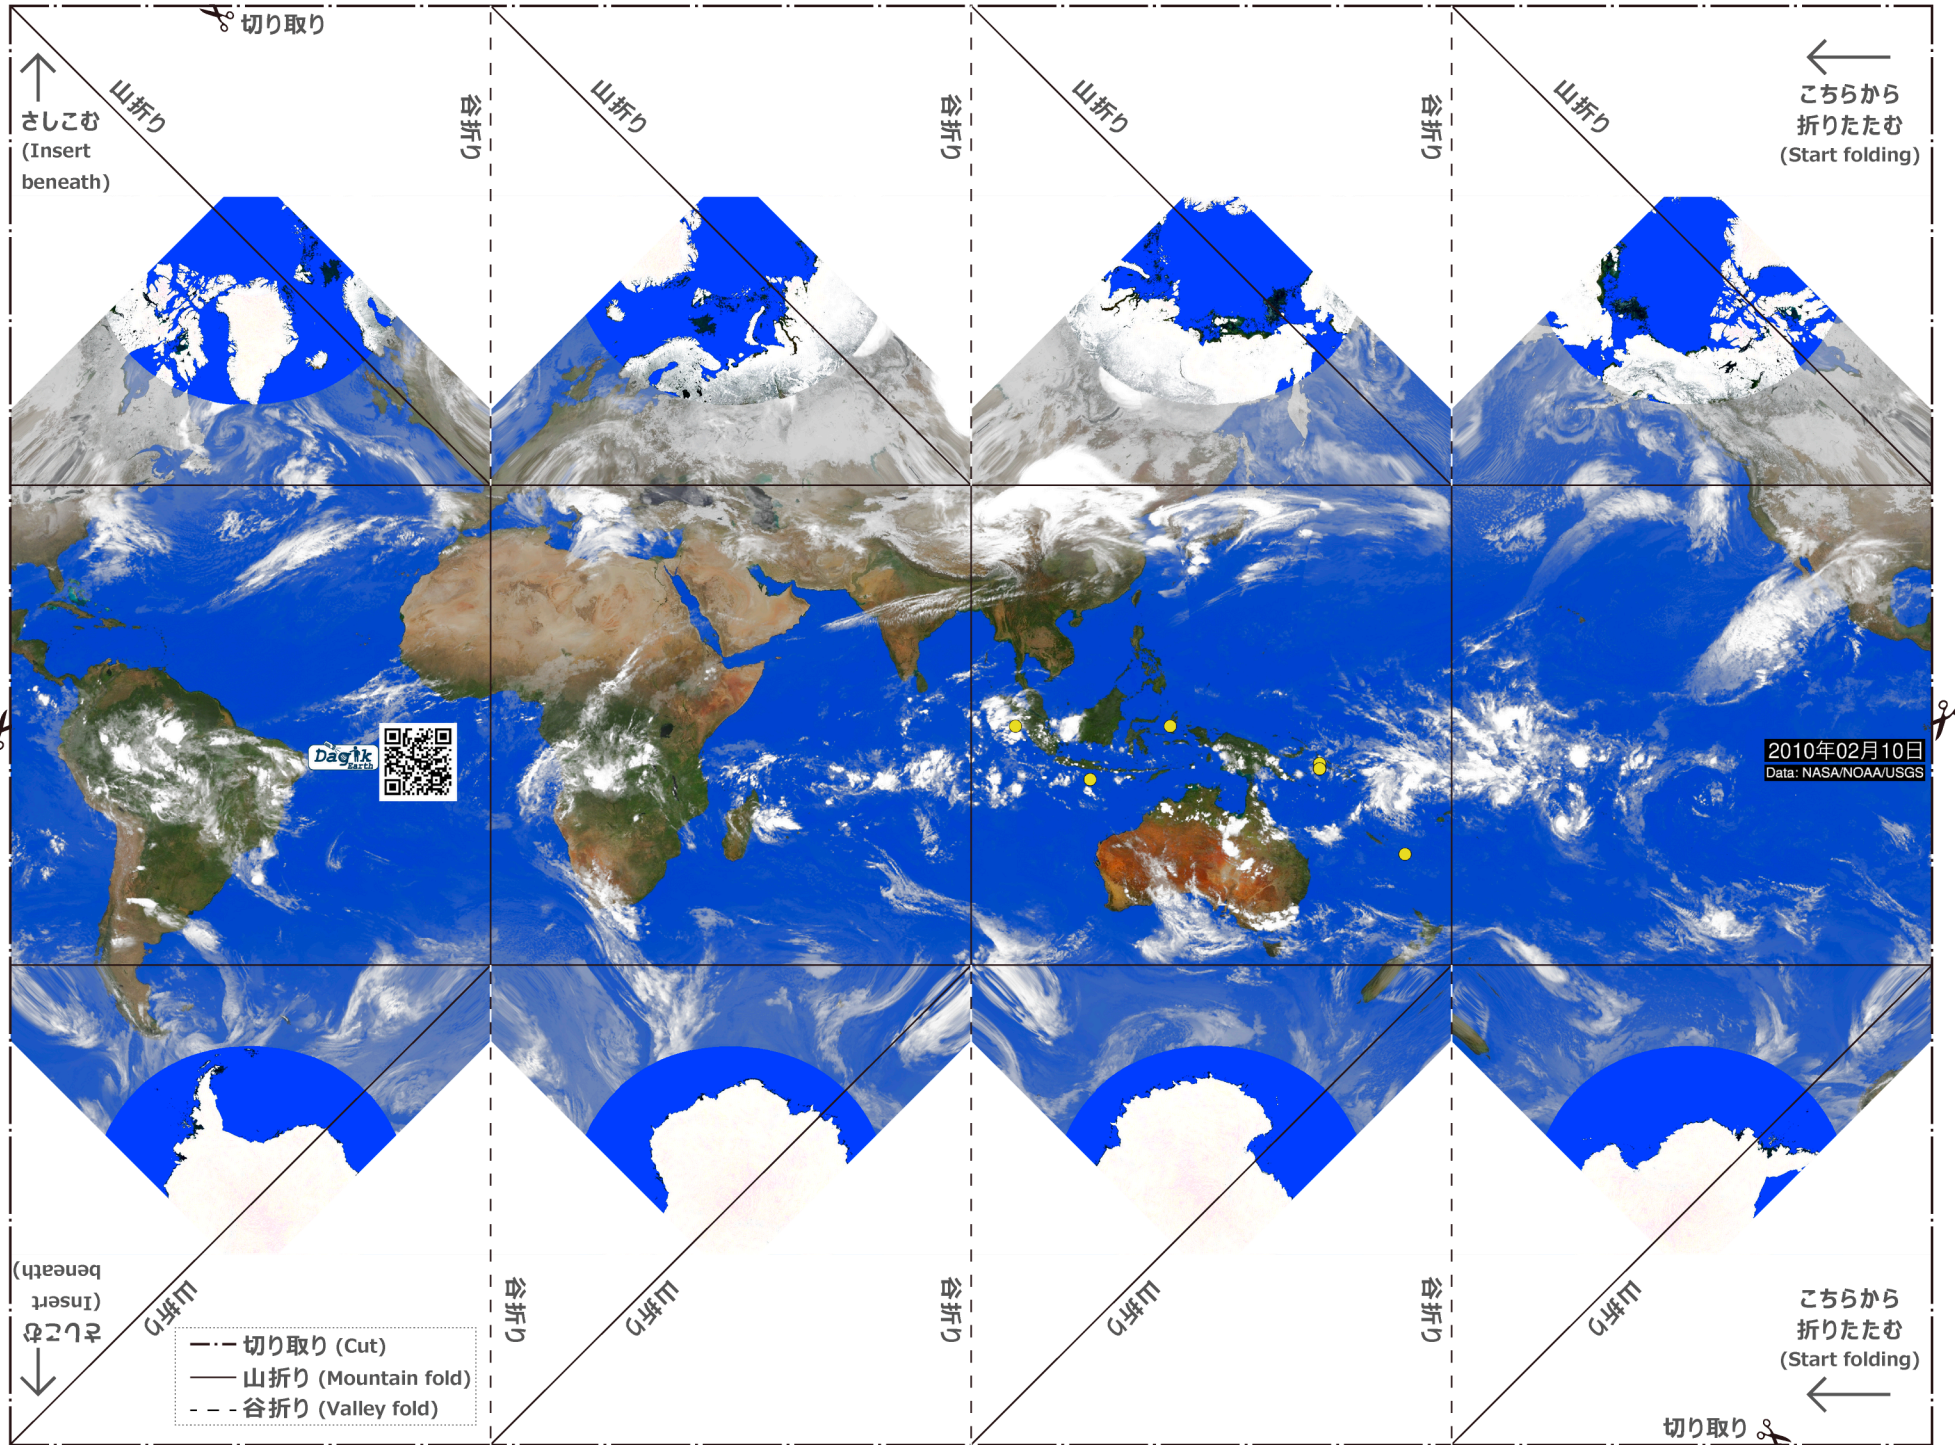 切り取り
山折り
谷折り
山折り
谷折り
山折り
谷折り
山折り
さしこむ
(Insert
beneath)
こちらから
折りたたむ
(Start folding)
Dagik
Earth
2010年02月10日
Data: NASA/NOAA/USGS
さしこむ
(Insert
beneath)
山折り
谷折り
山折り
谷折り
山折り
谷折り
山折り
切り取り (Cut)
山折り (Mountain fold)
谷折り (Valley fold)
こちらから
折りたたむ
(Start folding)
切り取り